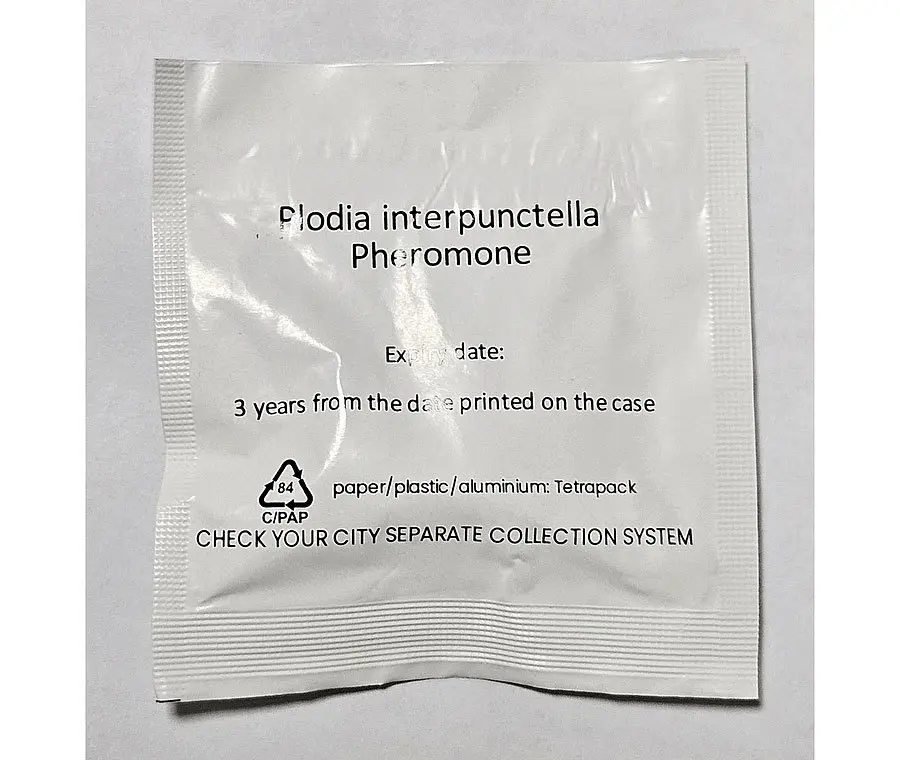 Plodia interpunctella
Pheromone
Expiry date:
3 years from the date printed on the case
84
C/PAP
paper/plastic/aluminium: Tetrapack
CHECK YOUR CITY SEPARATE COLLECTION SYSTEM